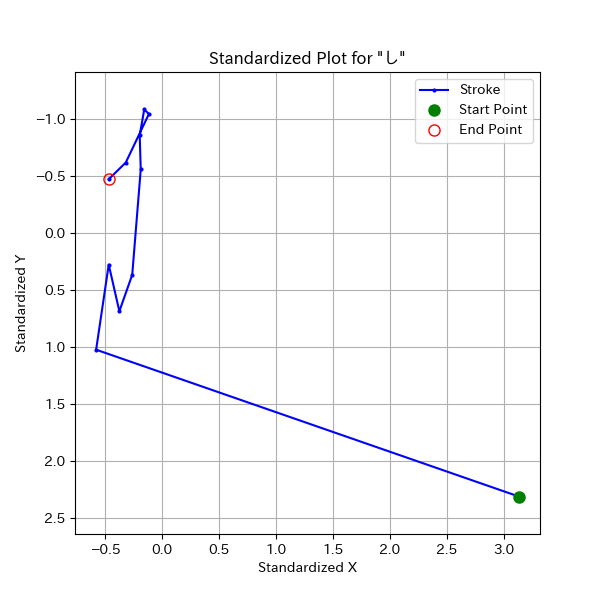 Standardized Plot for "し"
Stroke
Start Point
End Point
Standardized Y
−1.0
−0.5
0.0
0.5
1.0
1.5
2.0
2.5
−0.5
0.0
0.5
1.0
1.5
2.0
2.5
3.0
Standardized X